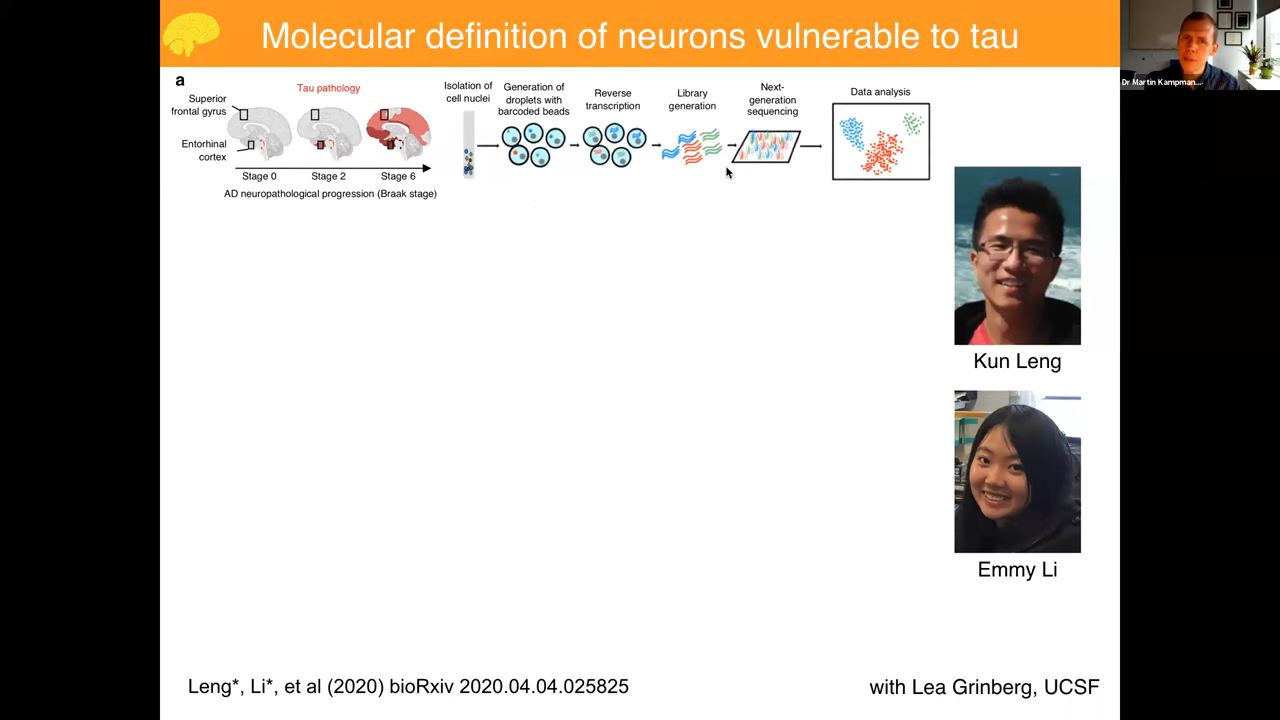 Molecular definition of neurons vulnerable to tau
Dr Martin Kampman...
a
Tau pathology
Superior
frontal gyrus
Entorhinal
cortex
Stage 0
Stage 2
Stage 6
AD neuropathological progression (Braak stage)
Isolation of
cell nuclei
Generation of
droplets with
barcoded beads
Reverse
transcription
Library
generation
Next-
generation
sequencing
Data analysis
Kun Leng
Emmy Li
Leng*, Li*, et al (2020) bioRxiv 2020.04.04.025825
with Lea Grinberg, UCSF